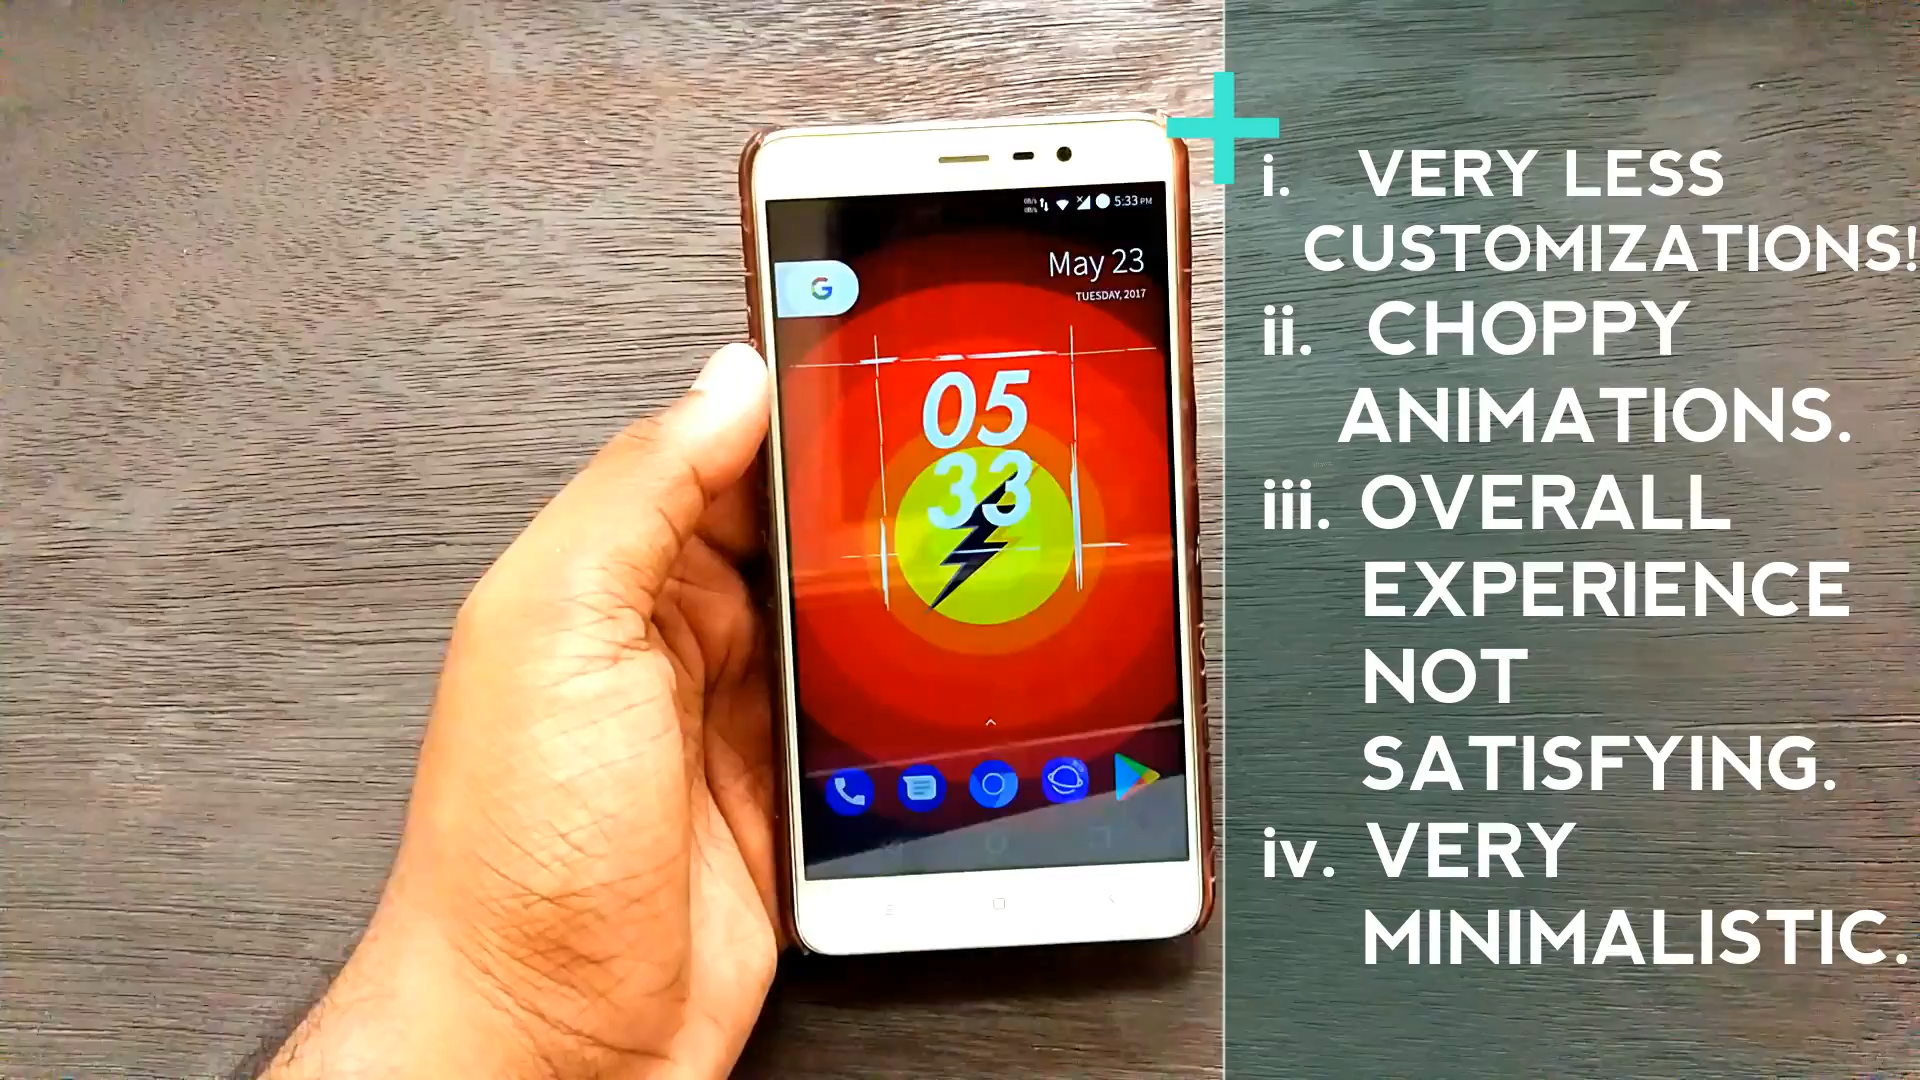 5:33 PM
May 23
TUESDAY, 2017
G
05
33
i. VERY LESS
CUSTOMIZATIONS!
ii. CHOPPY
ANIMATIONS.
iii. OVERALL
EXPERIENCE
NOT
SATISFYING.
iv. VERY
MINIMALISTIC.